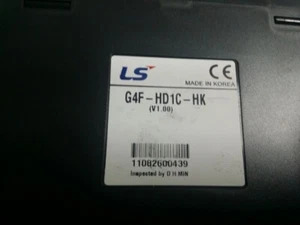 LS
CE
MADE IN KOREA
G4F-HD1C-HK
(V1.00)
11082600439
Inspected by O H MIN